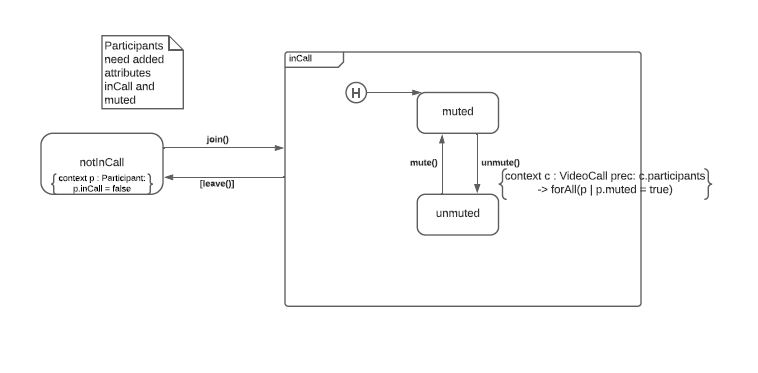 Participants
need added
attributes
inCall and
muted
inCall
H
muted
join()
notInCall
{context p : Participant:
p.inCall = false}
[leave()]
mute()
unmute()
{context c : VideoCall prec: c.participants
-> forAll(p | p.muted = true)}
unmuted